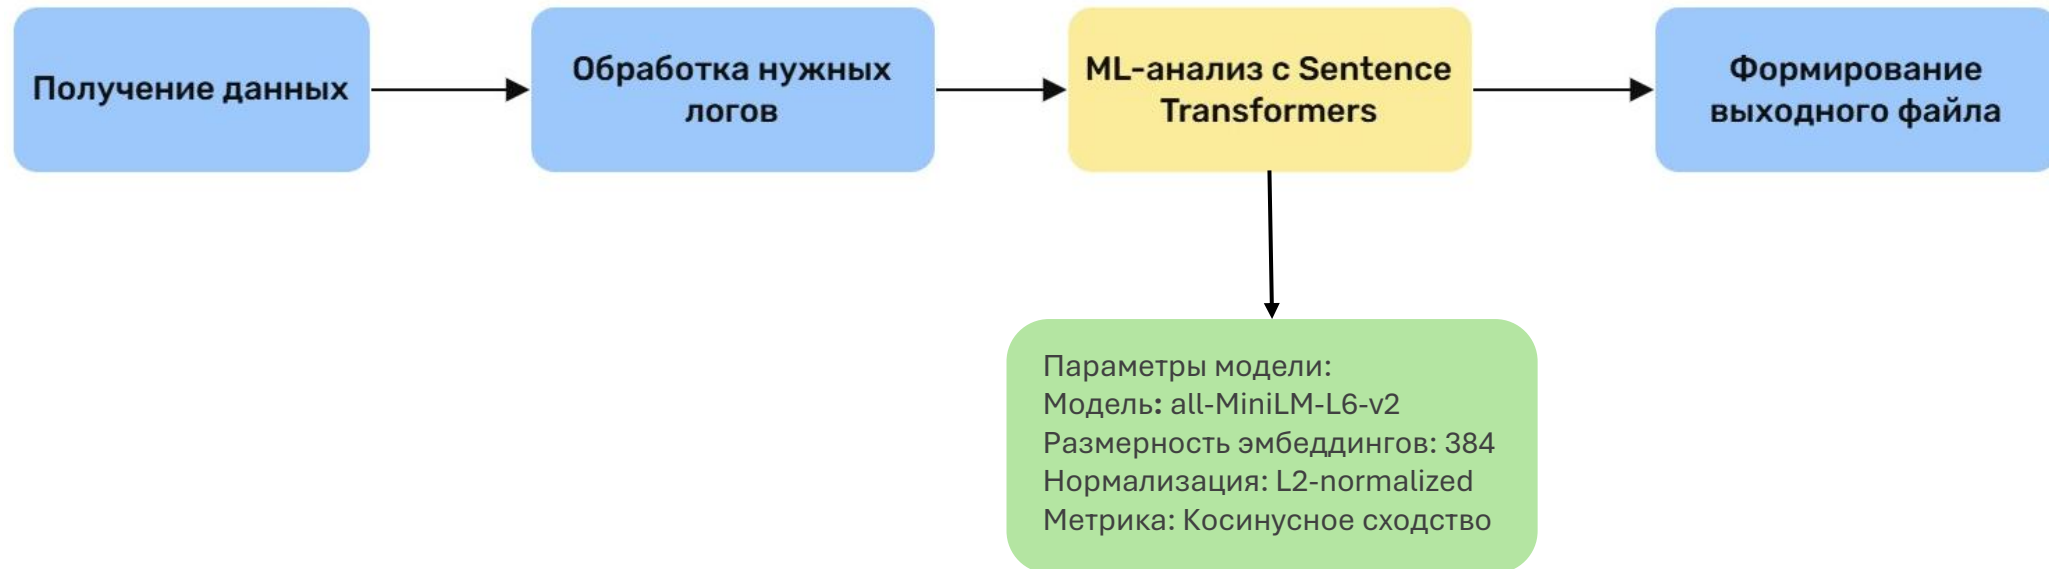 Получение данных
Обработка нужных
логов
ML-анализ с Sentence
Transformers
Формирование
выходного файла
Параметры модели:
Модель: all-MiniLM-L6-v2
Размерность эмбеддингов: 384
Нормализация: L2-normalized
Метрика: Косинусное сходство